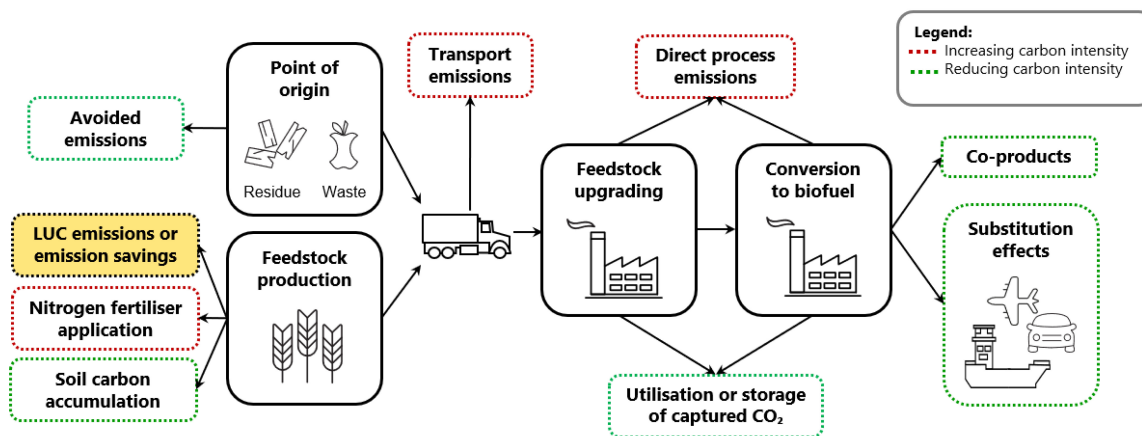 Transport
emissions
Direct process
emissions
Legend:
Increasing carbon intensity
Reducing carbon intensity
Point of
origin
Residue
Waste
Avoided
emissions
LUC emissions or
emission savings
Nitrogen fertiliser
application
Soil carbon
accumulation
Feedstock
production
Feedstock
upgrading
Conversion
to biofuel
Co-products
Substitution
effects
Utilisation or storage
of captured CO₂